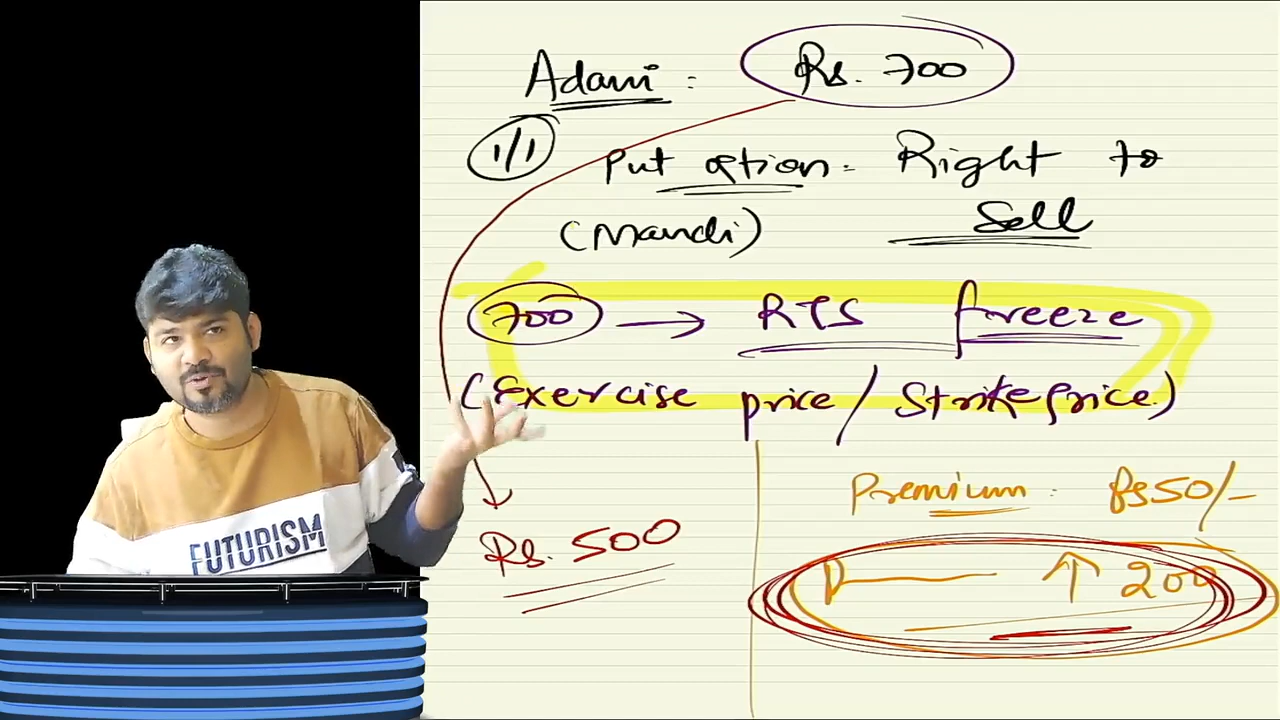 Adani : Rs. 700
1/1 Put option = Right to
(Mandi) Sell
700 → RTS freeze
(Exercise price / Strike price)
Premium : Rs 50/-
Rs. 500
P ↑ 200
FUTURISM